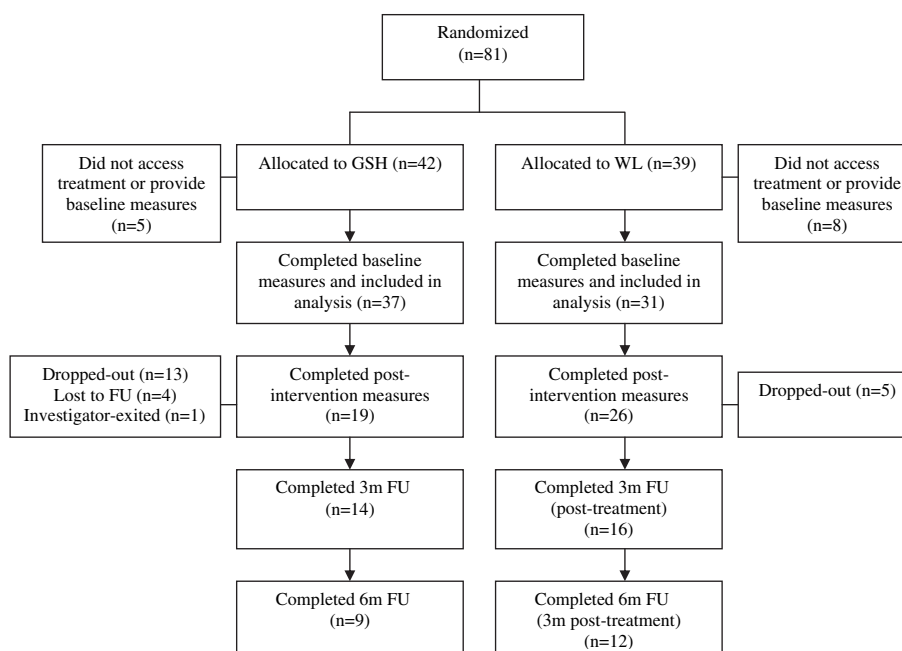 Randomized
(n=81)
Allocated to GSH (n=42)
Allocated to WL (n=39)
Did not access
treatment or provide
baseline measures
(n=5)
Did not access
treatment or provide
baseline measures
(n=8)
Completed baseline
measures and included in
analysis (n=37)
Completed baseline
measures and included in
analysis (n=31)
Dropped-out (n=13)
Lost to FU (n=4)
Investigator-exited (n=1)
Completed post-
intervention measures
(n=19)
Completed post-
intervention measures
(n=26)
Dropped-out (n=5)
Completed 3m FU
(n=14)
Completed 3m FU
(post-treatment)
(n=16)
Completed 6m FU
(n=9)
Completed 6m FU
(3m post-treatment)
(n=12)